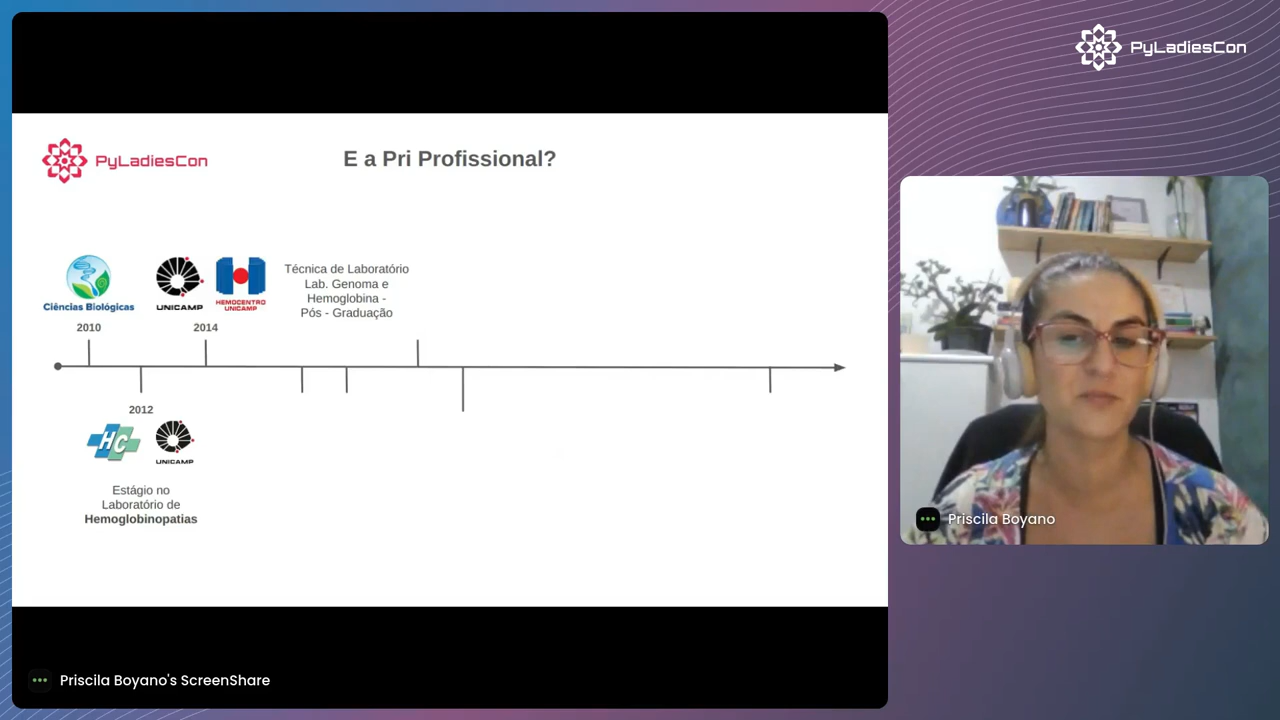 PyLadiesCon
PyLadiesCon
E a Pri Profissional?
Ciências Biológicas
UNICAMP
HEMOCENTRO
UNICAMP
Técnica de Laboratório
Lab. Genoma e
Hemoglobina -
Pós - Graduação
2010
2014
2012
HC
UNICAMP
Estágio no
Laboratório de
Hemoglobinopatias
Priscila Boyano
Priscila Boyano's ScreenShare